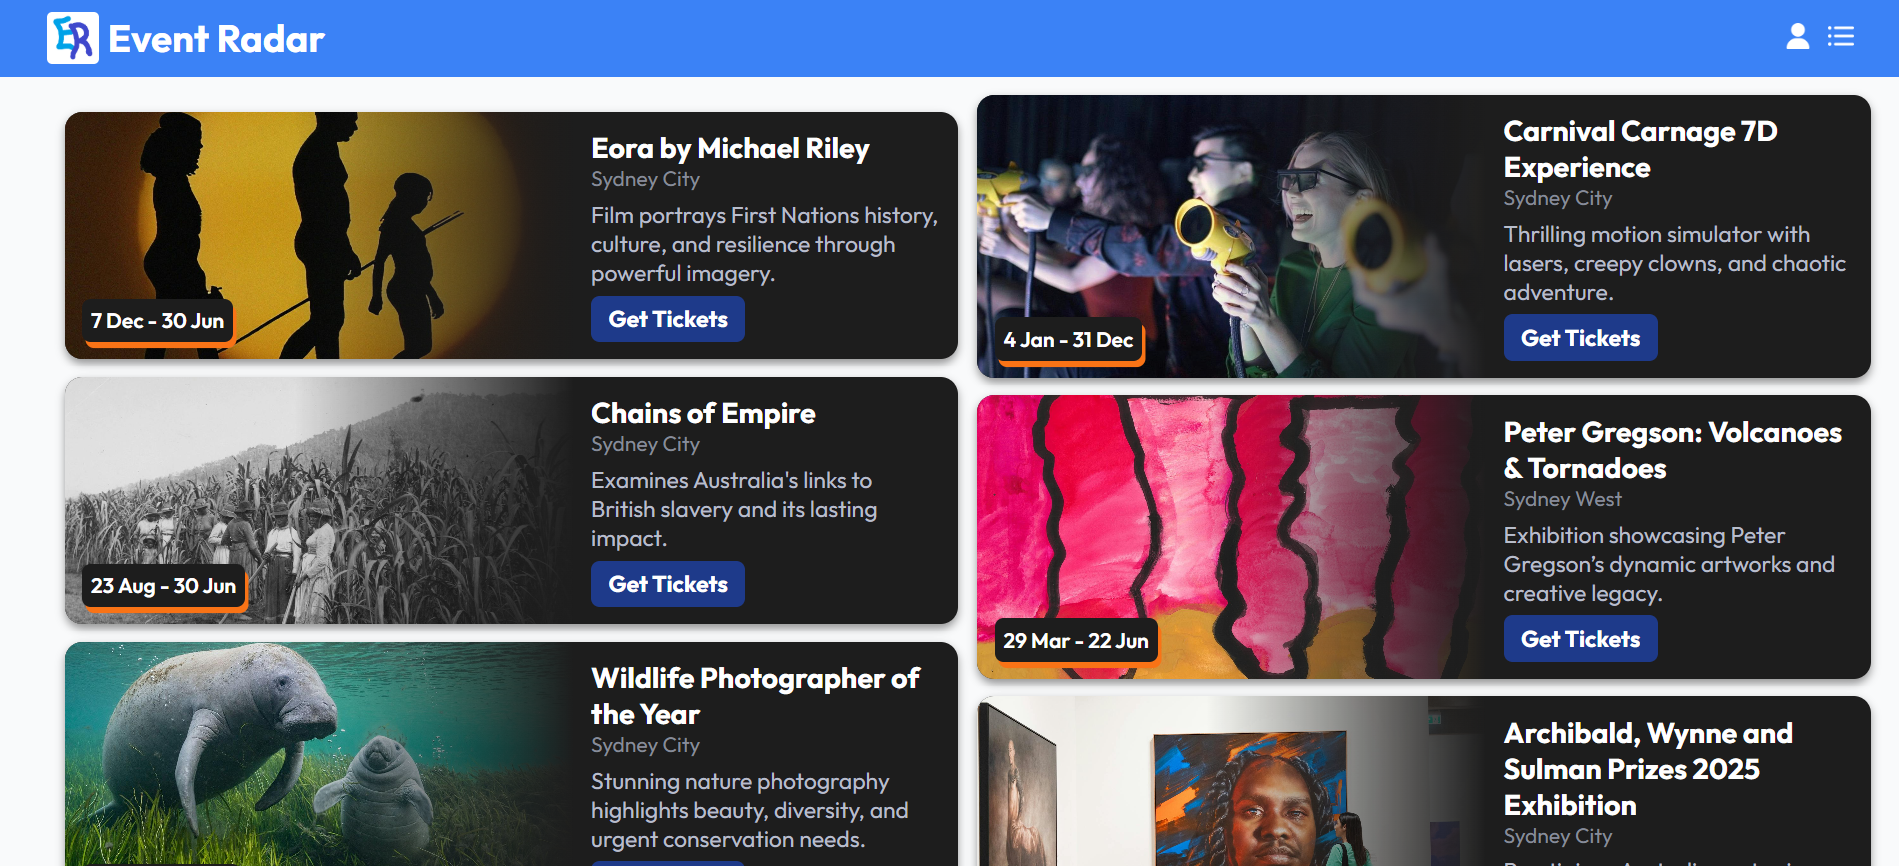 ER Event Radar
Eora by Michael Riley
Sydney City
Film portrays First Nations history,
culture, and resilience through
powerful imagery.
Get Tickets
7 Dec - 30 Jun
Carnival Carnage 7D
Experience
Sydney City
Thrilling motion simulator with
lasers, creepy clowns, and chaotic
adventure.
Get Tickets
4 Jan - 31 Dec
Chains of Empire
Sydney City
Examines Australia's links to
British slavery and its lasting
impact.
Get Tickets
23 Aug - 30 Jun
Peter Gregson: Volcanoes
& Tornadoes
Sydney West
Exhibition showcasing Peter
Gregson’s dynamic artworks and
creative legacy.
Get Tickets
29 Mar - 22 Jun
Wildlife Photographer of
the Year
Sydney City
Stunning nature photography
highlights beauty, diversity, and
urgent conservation needs.
Archibald, Wynne and
Sulman Prizes 2025
Exhibition
Sydney City